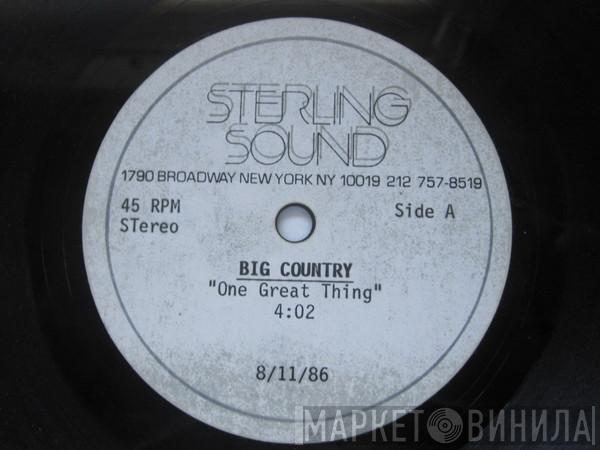 STERLING
SOUND
1790 BROADWAY NEW YORK NY 10019 212 757-8519
45 RPM
STereo
Side A
BIG COUNTRY
"One Great Thing"
4:02
8/11/86
МАРКЕТ ВИНИЛА